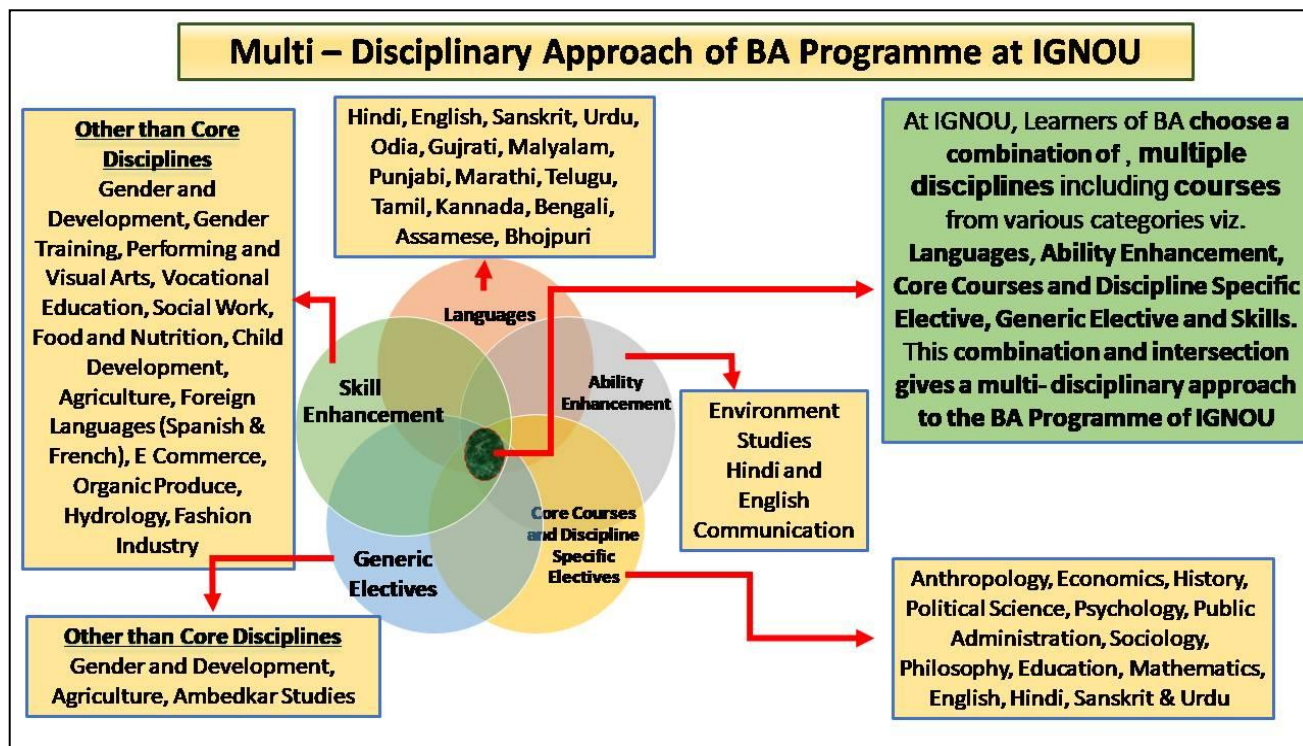 Multi – Disciplinary Approach of BA Programme at IGNOU
Other than Core
Disciplines
Gender and
Development, Gender
Training, Performing and
Visual Arts, Vocational
Education, Social Work,
Food and Nutrition, Child
Development,
Agriculture, Foreign
Languages (Spanish &
French), E Commerce,
Organic Produce,
Hydrology, Fashion
Industry
Hindi, English, Sanskrit, Urdu,
Odia, Gujrati, Malyalam,
Punjabi, Marathi, Telugu,
Tamil, Kannada, Bengali,
Assamese, Bhojpuri
At IGNOU, Learners of BA choose a
combination of , multiple
disciplines including courses
from various categories viz.
Languages, Ability Enhancement,
Core Courses and Discipline Specific
Elective, Generic Elective and Skills.
This combination and intersection
gives a multi- disciplinary approach
to the BA Programme of IGNOU
Languages
Skill
Enhancement
Ability
Enhancement
Core Courses
and Discipline
Specific
Electives
Generic
Electives
Environment
Studies
Hindi and
English
Communication
Other than Core Disciplines
Gender and Development,
Agriculture, Ambedkar Studies
Anthropology, Economics, History,
Political Science, Psychology, Public
Administration, Sociology,
Philosophy, Education, Mathematics,
English, Hindi, Sanskrit & Urdu